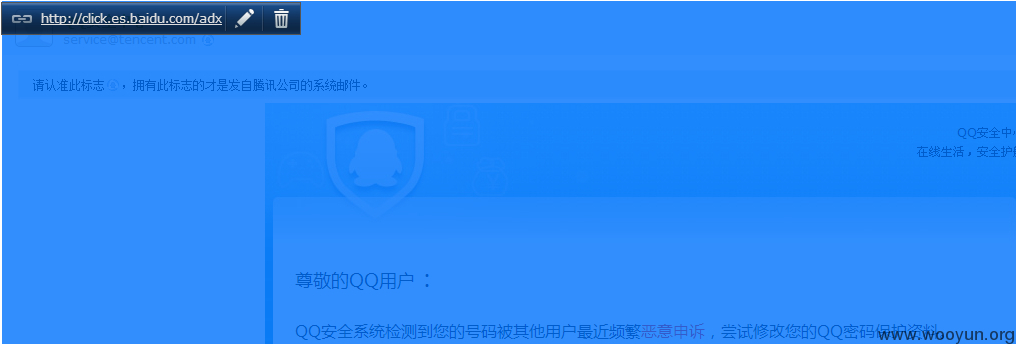 http://click.es.baidu.com/adx
service@tencent.com
请认准此标志，拥有此标志的才是发自腾讯公司的系统邮件。
QQ安全中心
在线生活，安全护
尊敬的QQ用户：
QQ安全系统检测到您的号码被其他用户最近频繁恶意申诉，尝试修改您的QQ密码保护资料。
www.wooyun.org